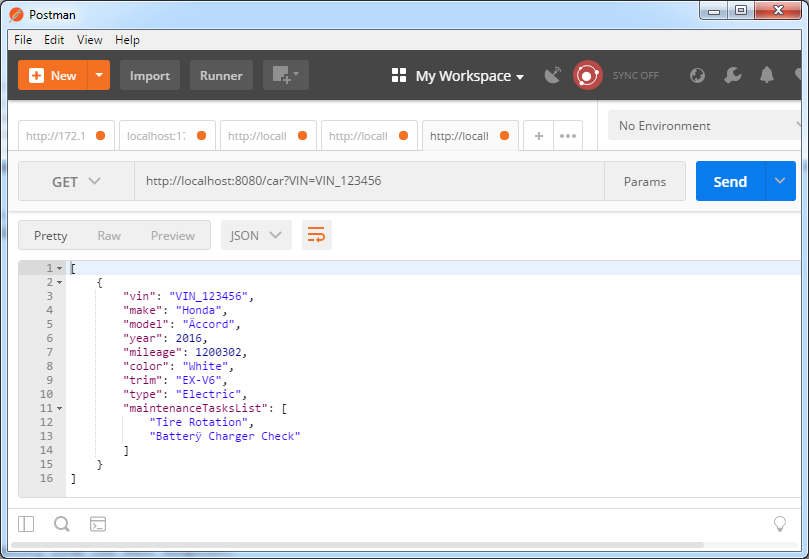 Postman
File Edit View Help
New Import Runner My Workspace SYNC OFF
http://172.1 localhost:17 http://locall http://locall http://locall + ••• No Environment
GET http://localhost:8080/car?VIN=VIN_123456 Params Send
Pretty Raw Preview JSON
1 [
2 {
3 "vin": "VIN_123456",
4 "make": "Honda",
5 "model": "Äccord",
6 "year": 2016,
7 "mileage": 1200302,
8 "color": "White",
9 "trim": "EX-V6",
10 "type": "Electric",
11 "maintenanceTasksList": [
12 "Tire Rotation",
13 "Batterÿ Charger Check"
14 ]
15 }
16 ]